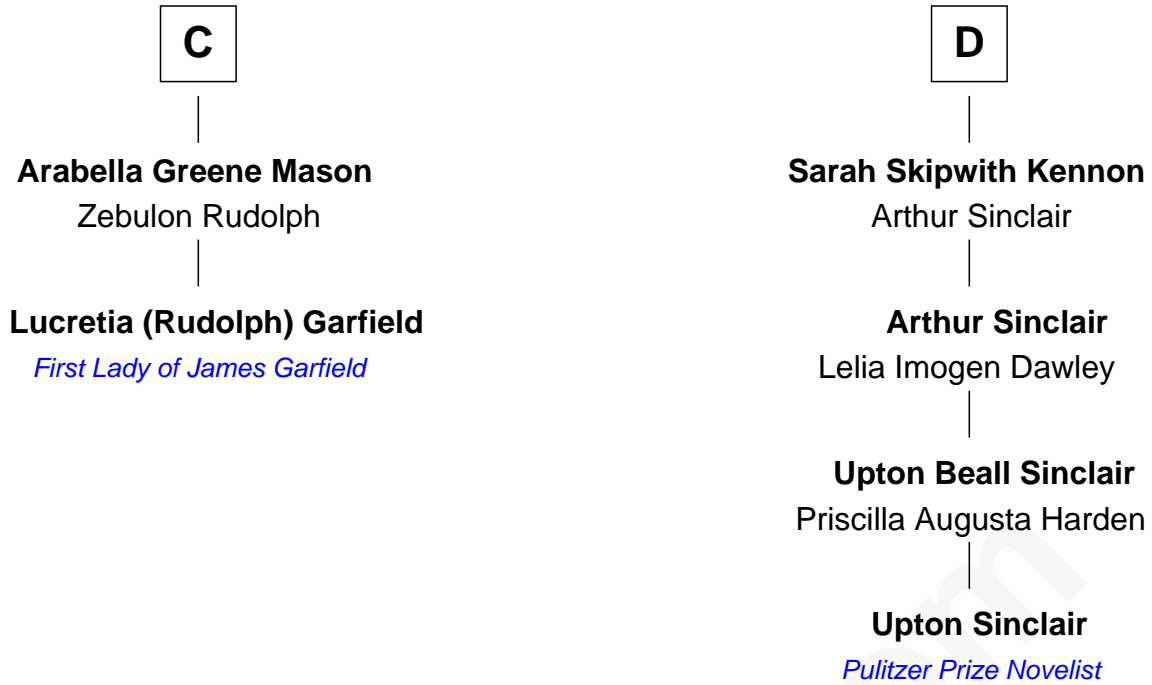 C
Arabella Greene Mason
Zebulon Rudolph
Lucretia (Rudolph) Garfield
First Lady of James Garfield
D
Sarah Skipwith Kennon
Arthur Sinclair
Arthur Sinclair
Lelia Imogen Dawley
Upton Beall Sinclair
Priscilla Augusta Harden
Upton Sinclair
Pulitzer Prize Novelist